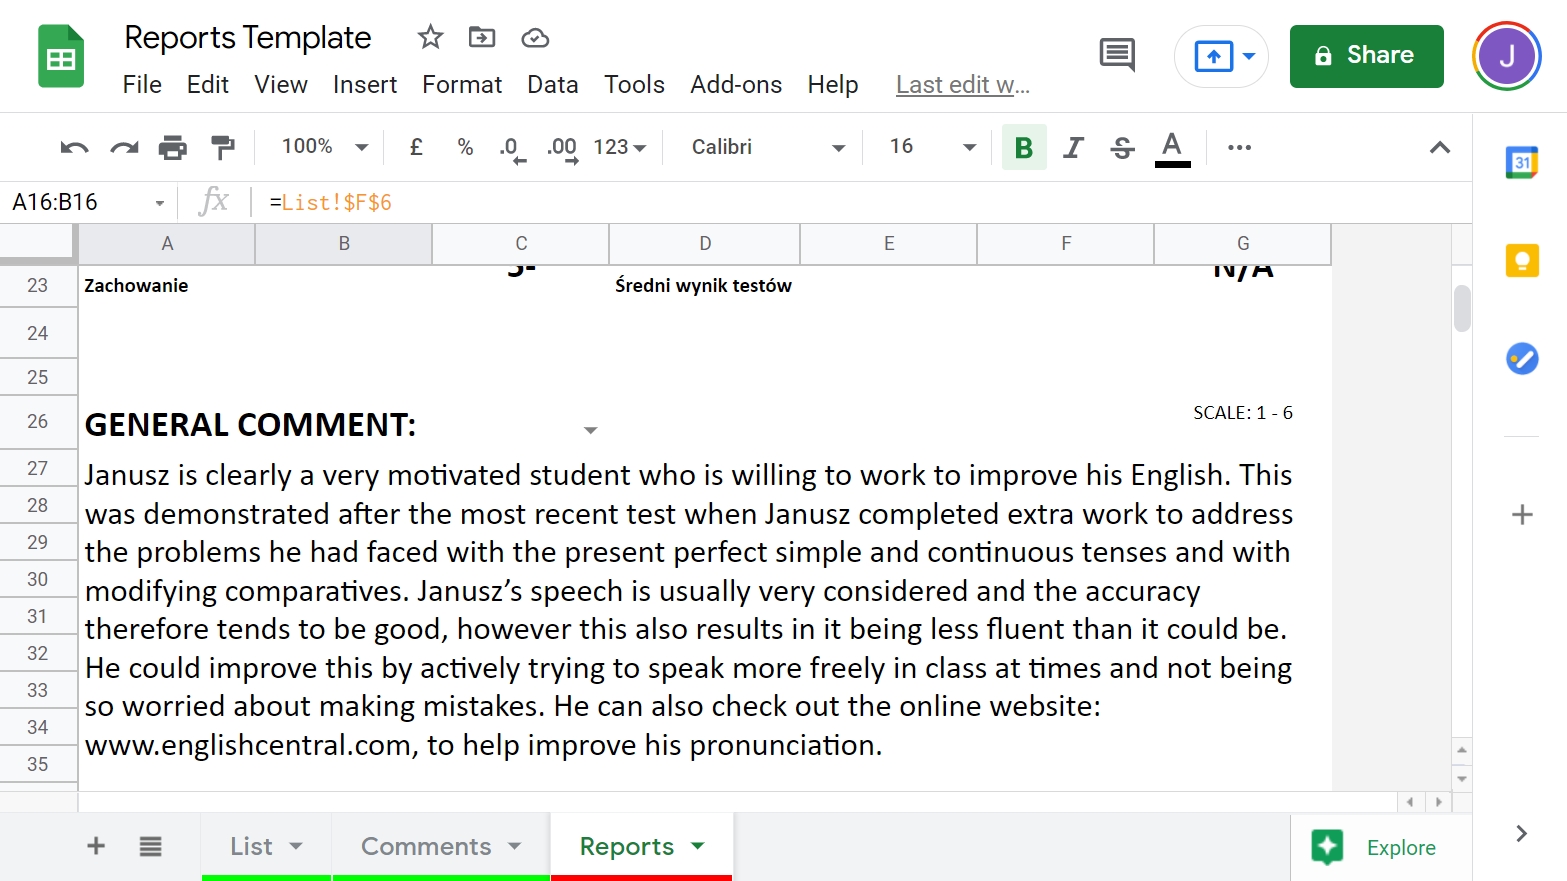 Reports Template
File Edit View Insert Format Data Tools Add-ons Help Last edit w...
Share
J
100% £ % .0 .00 123 Calibri 16 B I S A
31
A16:B16 fx =List!$F$6
A B C D E F G
N/A
23 Zachowanie Średni wynik testów
24
25
26 GENERAL COMMENT: SCALE: 1 - 6
27 Janusz is clearly a very motivated student who is willing to work to improve his English. This
28 was demonstrated after the most recent test when Janusz completed extra work to address
29 the problems he had faced with the present perfect simple and continuous tenses and with
30 modifying comparatives. Janusz’s speech is usually very considered and the accuracy
31 therefore tends to be good, however this also results in it being less fluent than it could be.
32 He could improve this by actively trying to speak more freely in class at times and not being
33 so worried about making mistakes. He can also check out the online website:
34 www.englishcentral.com, to help improve his pronunciation.
35
List Comments Reports Explore